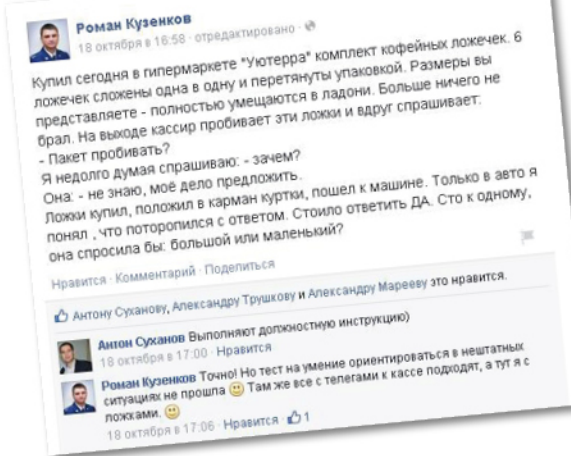 Роман Кузенков
18 октября в 16:58 · отредактировано ·
Купил сегодня в гипермаркете "Уютерра" комплект кофейных ложечек. 6
ложечек сложены одна в одну и перетянуты упаковкой. Размеры вы
представляете - полностью умещаются в ладони. Больше ничего не
брал. На выходе кассир пробивает эти ложки и вдруг спрашивает:
- Пакет пробивать?
Я недолго думая спрашиваю: - зачем?
Она: - не знаю, моё дело предложить.
Ложки купил, положил в карман куртки, пошел к машине. Только в авто я
понял , что поторопился с ответом. Стоило ответить ДА. Сто к одному,
она спросила бы: большой или маленький?
Нравится · Комментарий · Поделиться
Антону Суханову, Александру Трушкову и Александру Марееву это нравится.
Антон Суханов Выполняют должностную инструкцию)
18 октября в 17:00 · Нравится
Роман Кузенков Точно! Но тест на умение ориентироваться в нештатных
ситуациях не прошла Там же все с телегами к кассе подходят, а тут я с
ложками.
18 октября в 17:06 · Нравится · 1